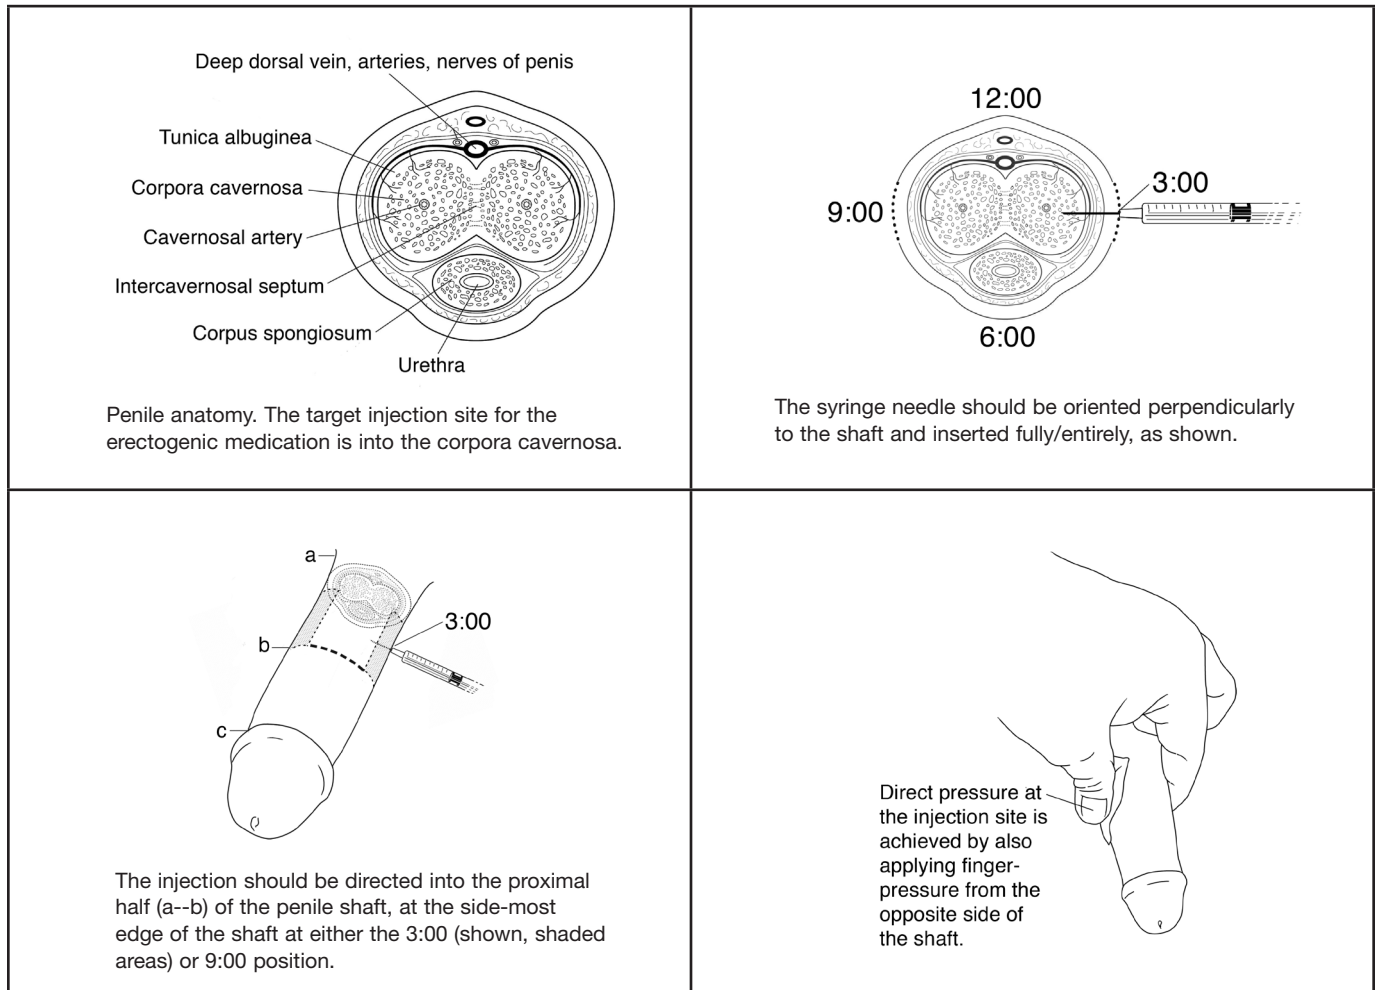 Deep dorsal vein, arteries, nerves of penis
Tunica albuginea
Corpora cavernosa
Cavernosal artery
Intercavernosal septum
Corpus spongiosum
Urethra
Penile anatomy. The target injection site for the
erectogenic medication is into the corpora cavernosa.
12:00
3:00
9:00
6:00
The syringe needle should be oriented perpendicularly
to the shaft and inserted fully/entirely, as shown.
a
3:00
b
c
The injection should be directed into the proximal
half (a--b) of the penile shaft, at the side-most
edge of the shaft at either the 3:00 (shown, shaded
areas) or 9:00 position.
Direct pressure at
the injection site is
achieved by also
applying finger-
pressure from the
opposite side of
the shaft.